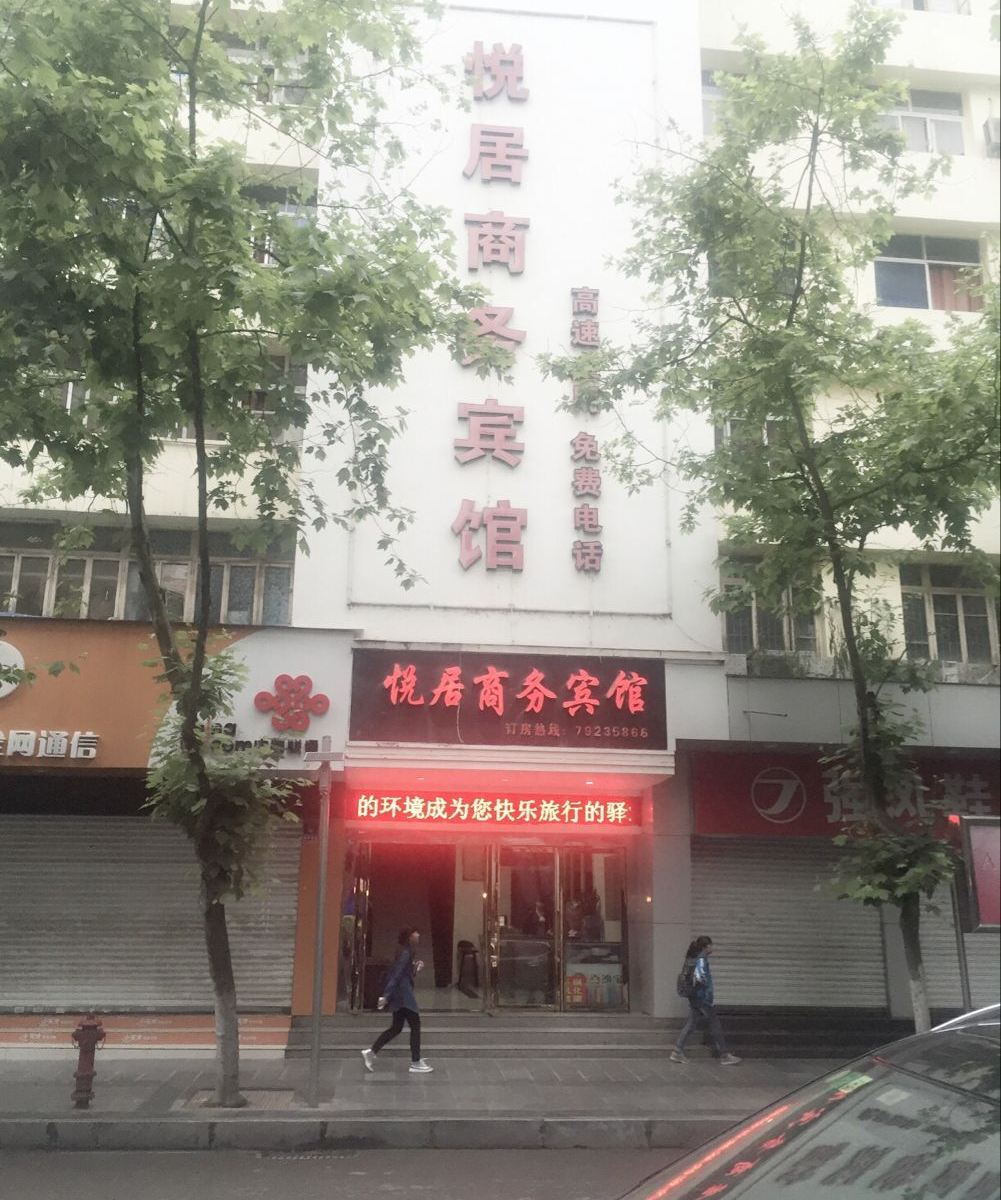 悦居商务宾馆
高速
免费电话
悦居商务宾馆
订房热线：79235866
的环境成为您快乐旅行的驿
全网通信
鞋